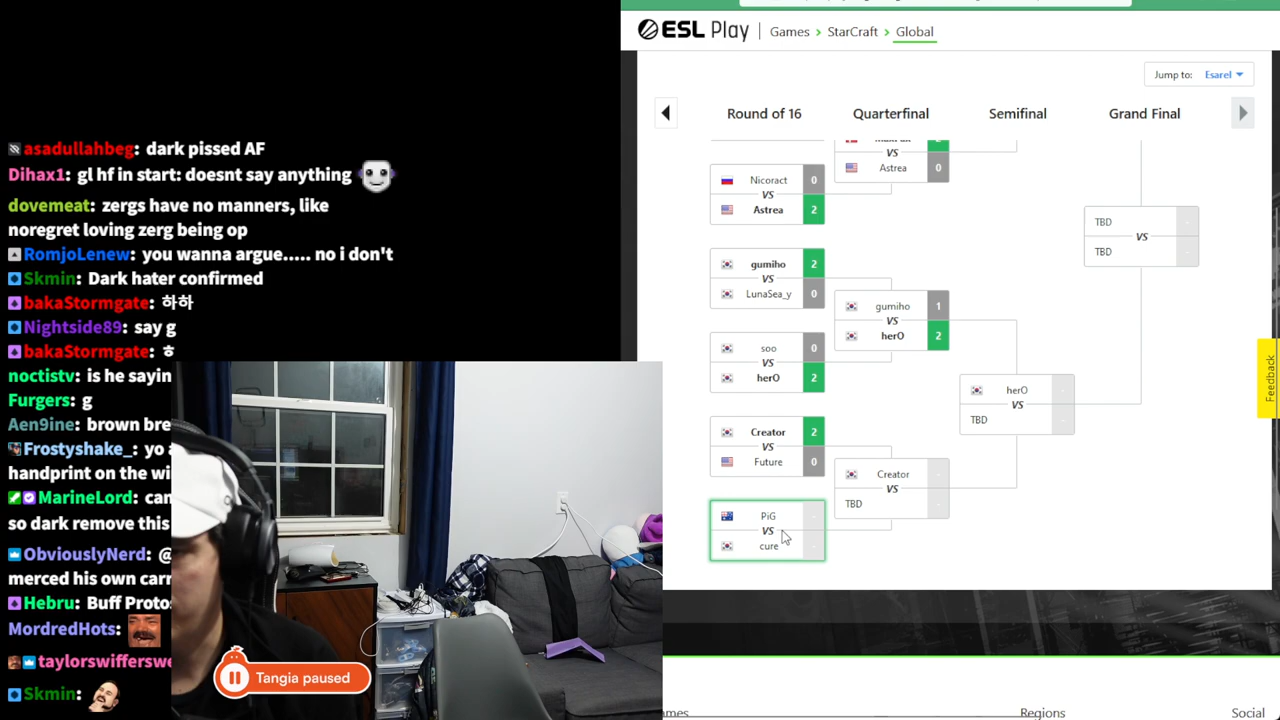 ESL Play
Games > StarCraft > Global
Jump to: Esarel
Round of 16
Quarterfinal
Semifinal
Grand Final
VS
Astrea 0
Nicoract 0
VS
Astrea 2
gumiho 2
VS
LunaSea_y 0
gumiho 1
VS
herO 2
soo 0
VS
herO 2
TBD -
VS
TBD -
herO -
VS
TBD -
Creator 2
VS
Future 0
Creator -
VS
TBD -
PiG -
VS
cure -
Feedback
Regions
Social
asadullahbeg: dark pissed AF
Dihax1: gl hf in start: doesnt say anything
dovemeat: zergs have no manners, like
noregret loving zerg being op
RomjoLenew: you wanna argue..... no i don't
Skmin: Dark hater confirmed
bakaStormgate: 하하
Nightside89: say g
bakaStormgate: ㅎ
noctistv: is he sayin
Furgers: g
Aen9ine: brown bre
Frostyshake_: yo
handprint on the wi
MarineLord: can
so dark remove this
ObviouslyNerd: @
merced his own carr
Hebru: Buff Protos
MordredHots:
taylorswifferswe
Skmin:
Tangia paused